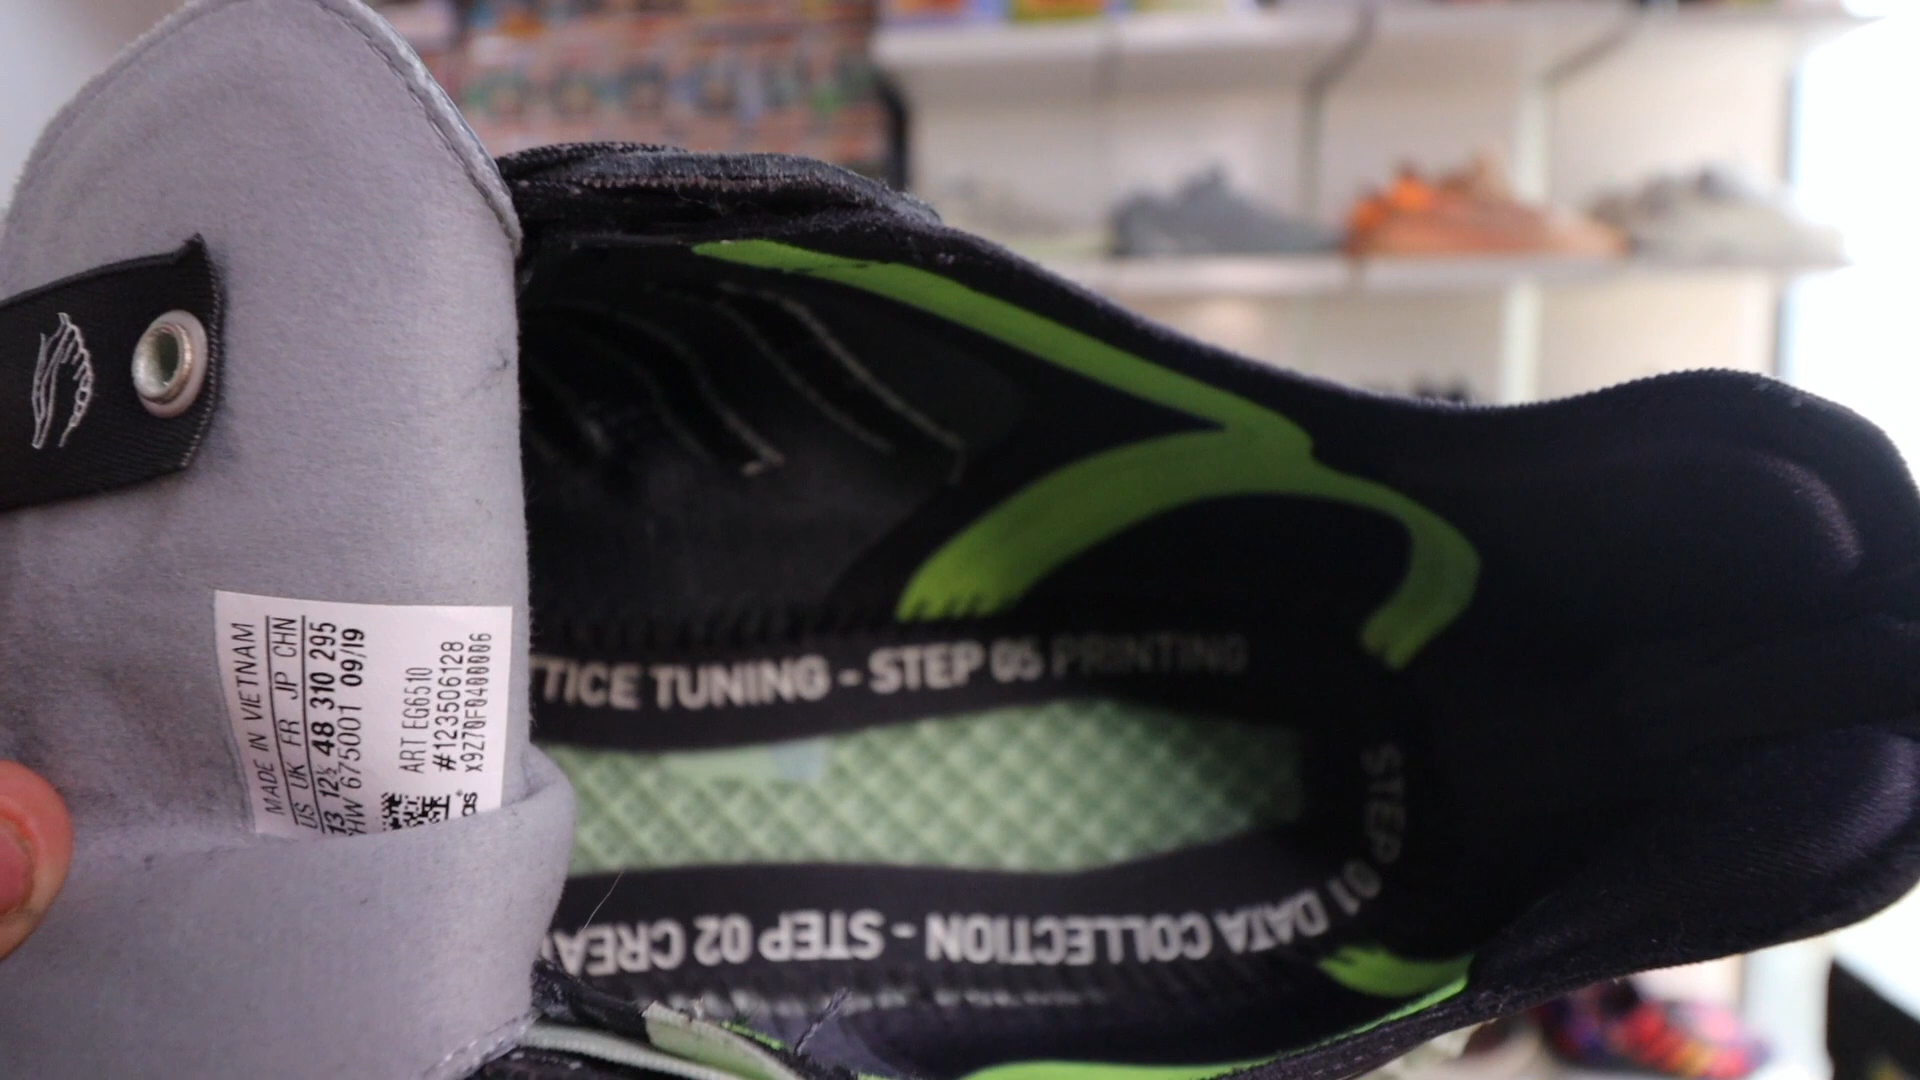 MADE IN VIETNAM
US UK FR JP CHN
13 12½ 48 310 295
HW 675001 09/19
ART EG6510
#123506128
TICE TUNING - STEP 05 PRINTING
STEP 01 DATA COLLECTION - STEP 02 CREA